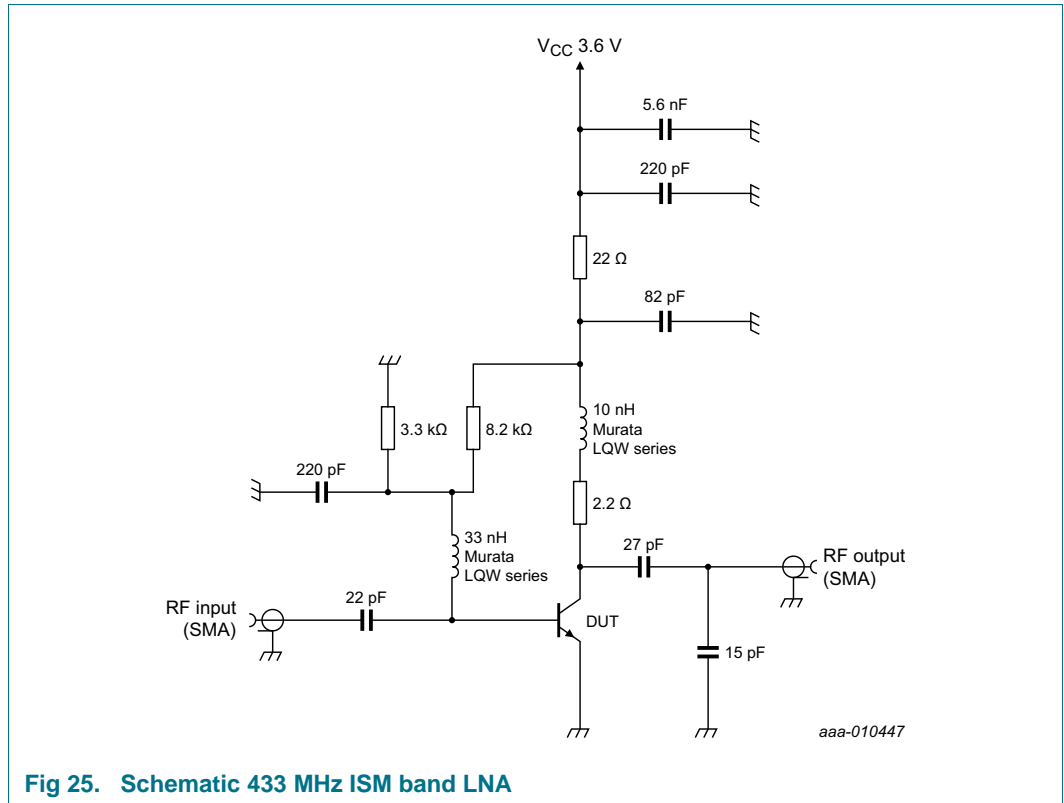 VCC 3.6 V
5.6 nF
220 pF
22 Ω
82 pF
3.3 kΩ
8.2 kΩ
10 nH
Murata
LQW series
220 pF
2.2 Ω
33 nH
Murata
LQW series
27 pF
RF output
(SMA)
RF input
(SMA)
22 pF
DUT
15 pF
aaa-010447
Fig 25. Schematic 433 MHz ISM band LNA